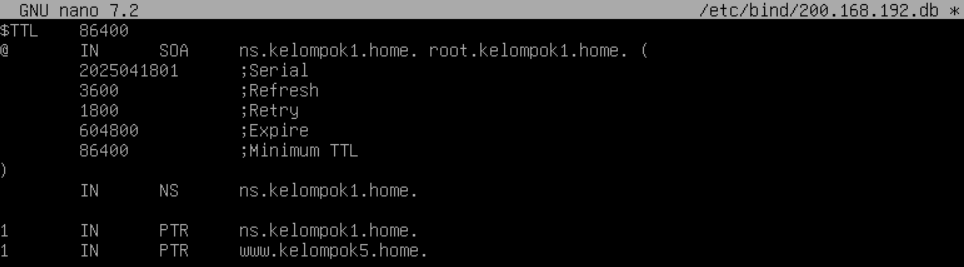 GNU nano 7.2 /etc/bind/200.168.192.db *
$TTL 86400
@ IN SOA ns.kelompok1.home. root.kelompok1.home. (
2025041801 ;Serial
3600 ;Refresh
1800 ;Retry
604800 ;Expire
86400 ;Minimum TTL
)
IN NS ns.kelompok1.home.
1 IN PTR ns.kelompok1.home.
1 IN PTR www.kelompok5.home.